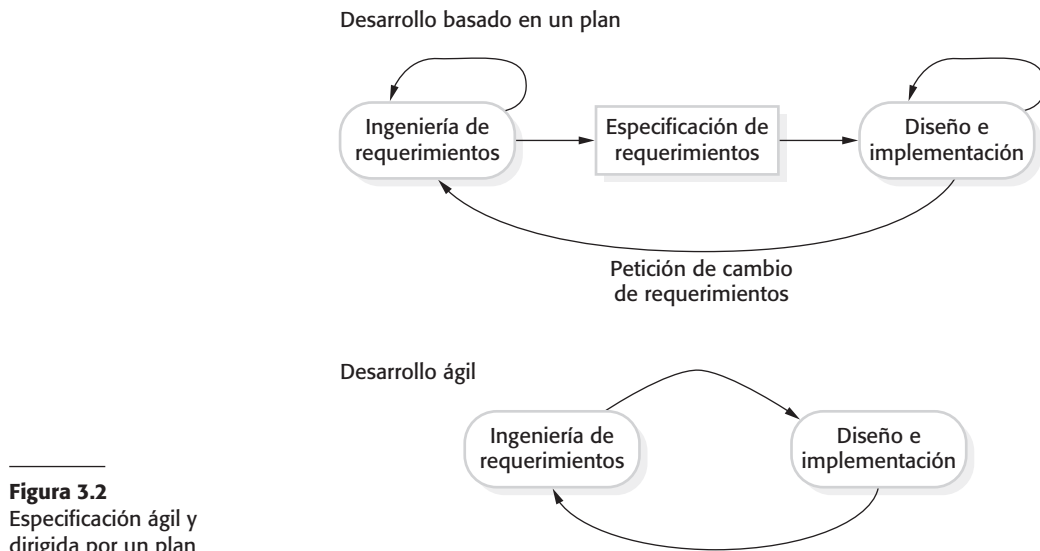 Desarrollo basado en un plan
Ingeniería de
requerimientos
Especificación de
requerimientos
Diseño e
implementación
Petición de cambio
de requerimientos
Desarrollo ágil
Ingeniería de
requerimientos
Diseño e
implementación
Figura 3.2
Especificación ágil y
dirigida por un plan